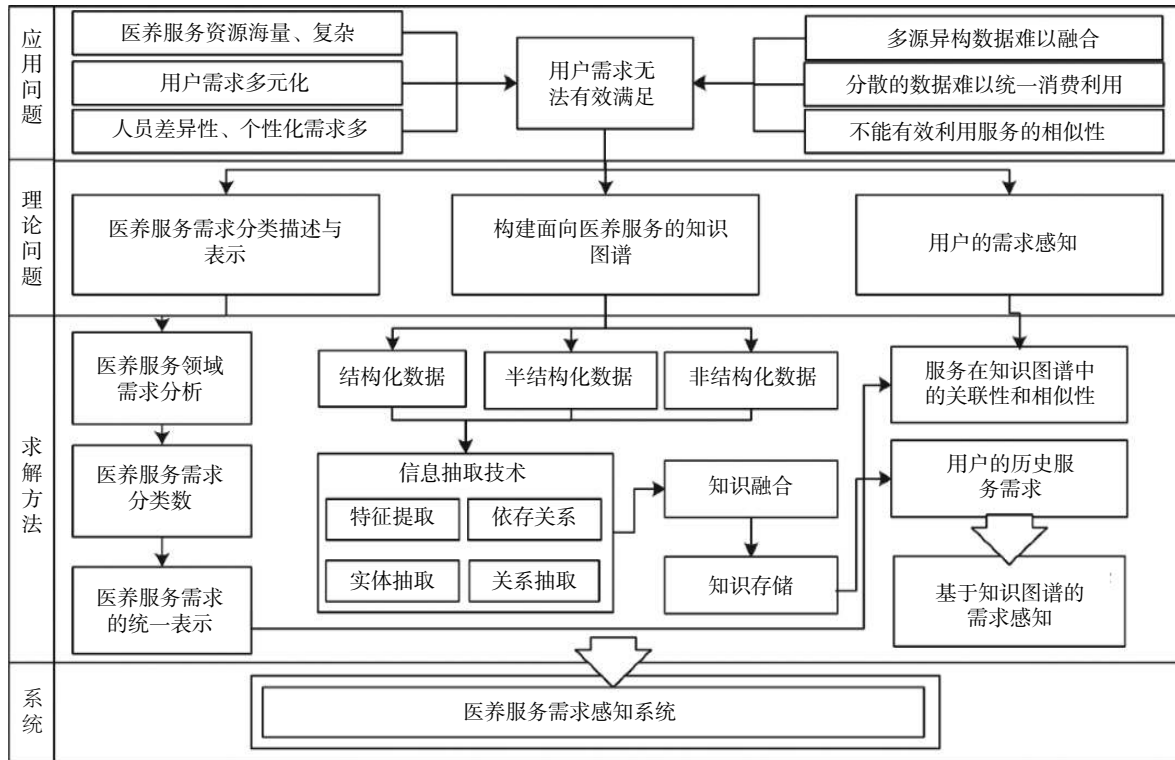 应用问题
医养服务资源海量、复杂
用户需求多元化
人员差异性、个性化需求多
用户需求无
法有效满足
多源异构数据难以融合
分散的数据难以统一消费利用
不能有效利用服务的相似性
理论问题
医养服务需求分类描述与
表示
构建面向医养服务的知识
图谱
用户的需求感知
求解方法
医养服务领域
需求分析
医养服务需求
分类数
医养服务需求
的统一表示
结构化数据
半结构化数据
非结构化数据
信息抽取技术
特征提取
依存关系
实体抽取
关系抽取
知识融合
知识存储
服务在知识图谱中
的关联性和相似性
用户的历史服
务需求
基于知识图谱的
需求感知
系统
医养服务需求感知系统